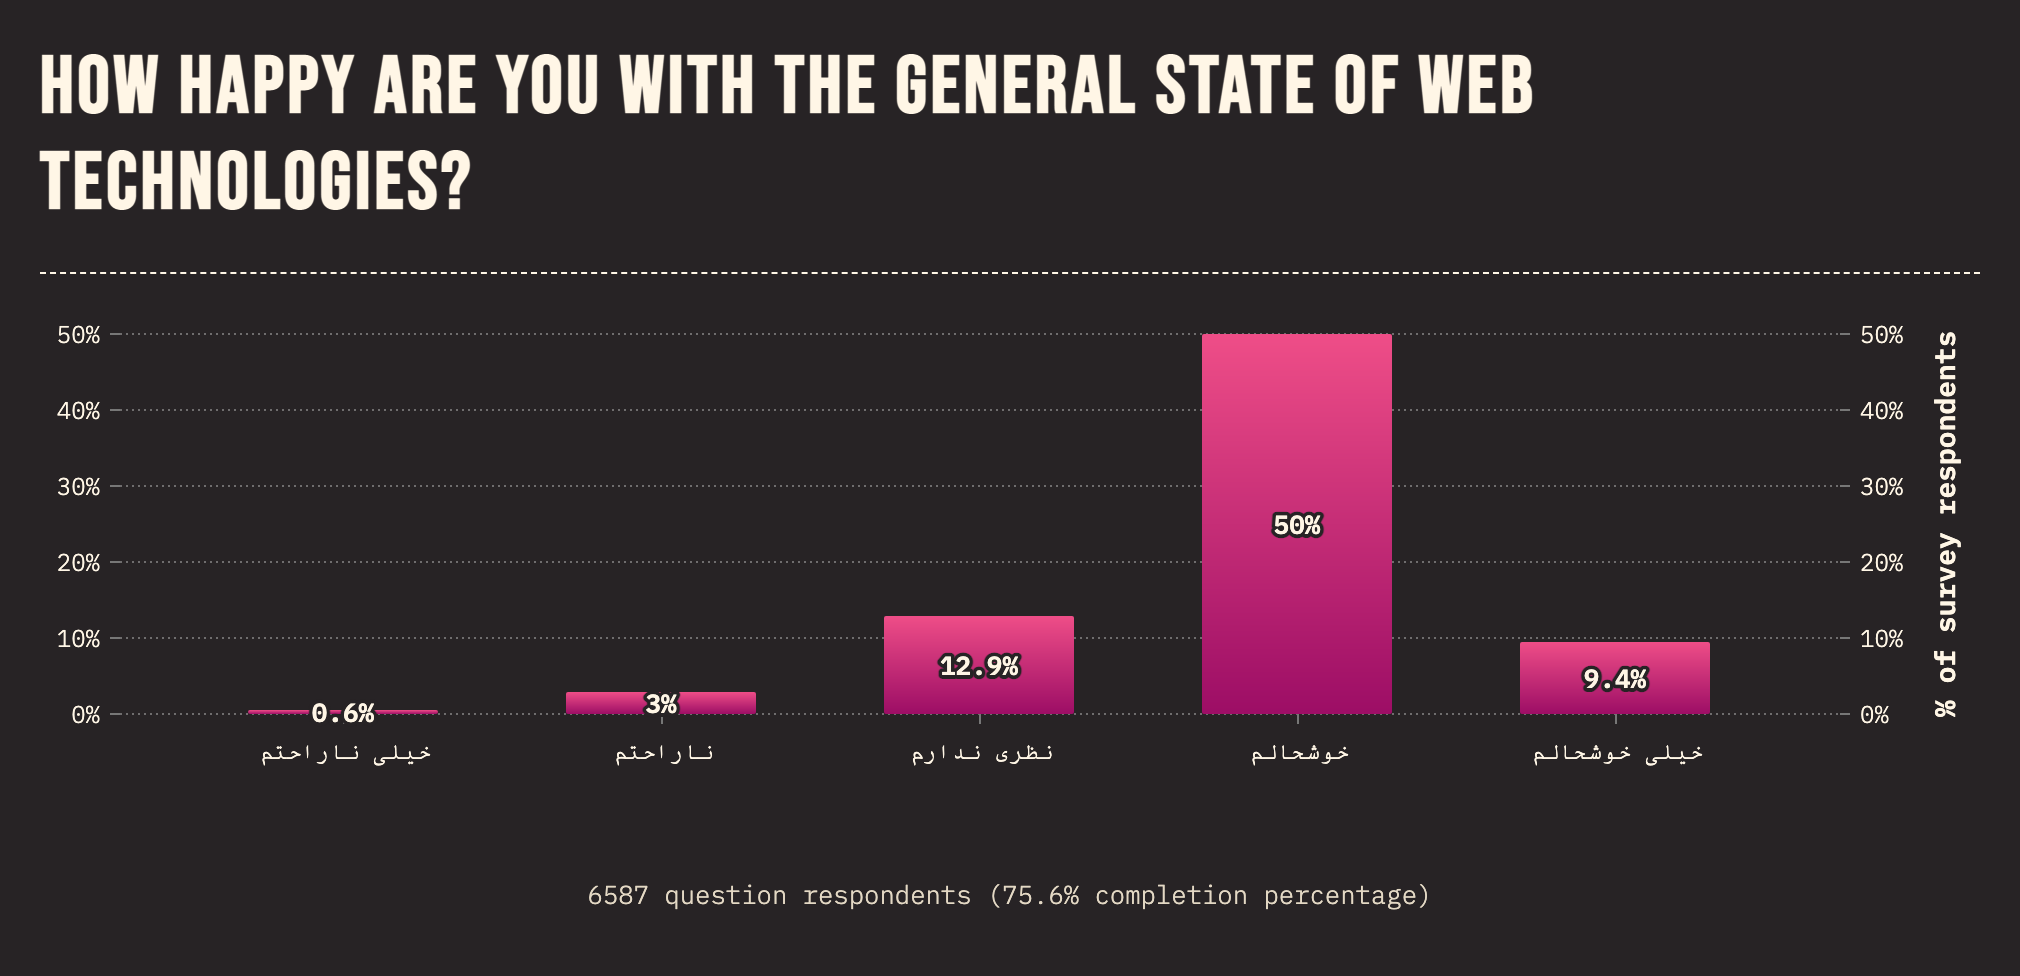 HOW HAPPY ARE YOU WITH THE GENERAL STATE OF WEB
TECHNOLOGIES?
50%
40%
30%
20%
10%
0%
50%
40%
30%
20%
10%
0%
% of survey respondents
0.6%
3%
12.9%
50%
9.4%
خیلی ناراحتم
ناراحتم
نظری ندارم
خوشحالم
خیلی خوشحالم
6587 question respondents (75.6% completion percentage)